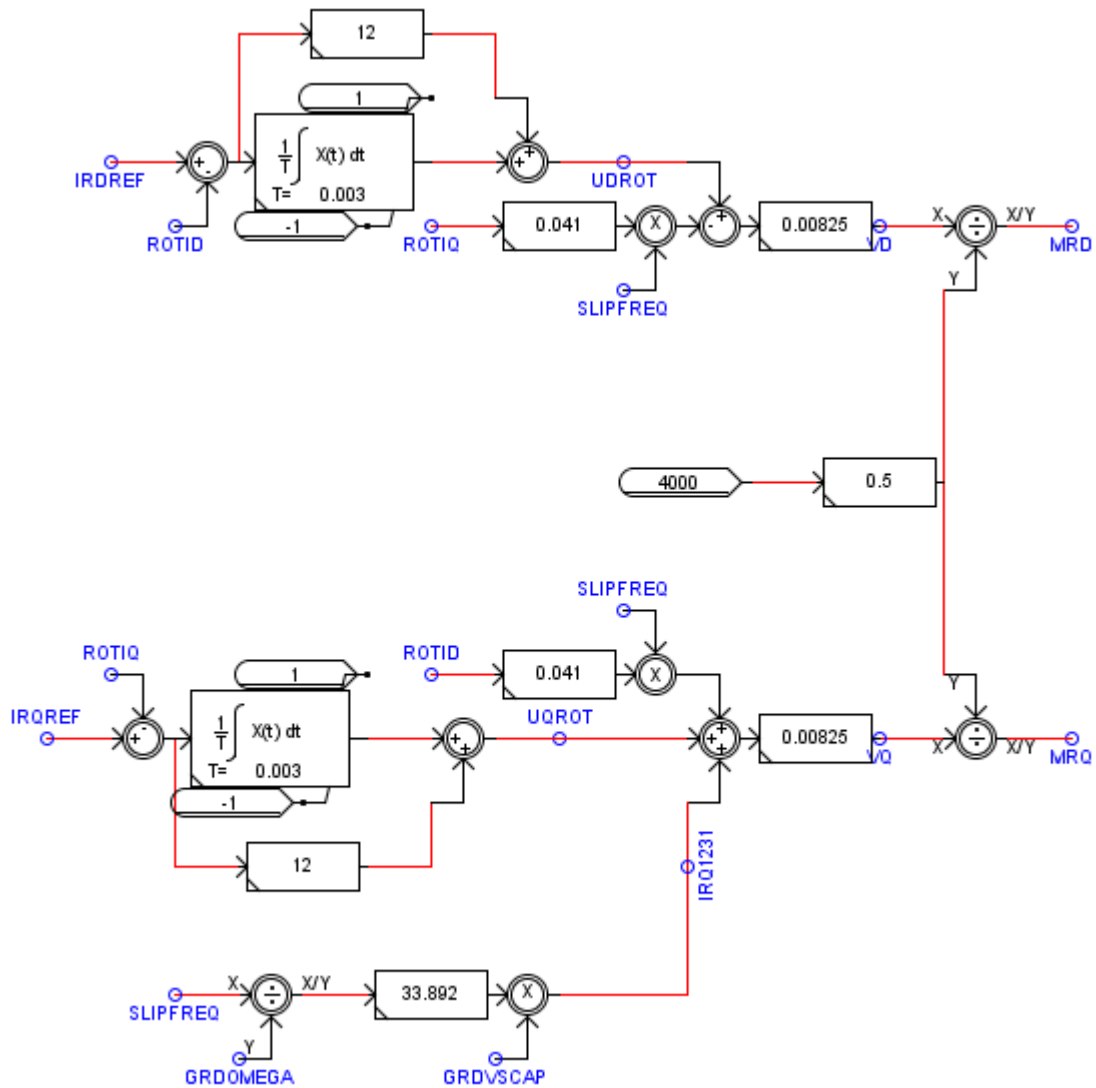 12
1
1/T ∫ X(t) dt
T= 0.003
-1
+
-
+
+
IRDREF
ROTID
UDROT
ROTIQ
0.041
X
SLIPFREQ
-
+
0.00825
VD
X
÷
X/Y
MRD
Y
4000
0.5
SLIPFREQ
ROTIQ
ROTID
0.041
X
1
IRQREF
+
-
1/T ∫ X(t) dt
T= 0.003
-1
+
+
UQROT
+
+
+
0.00825
VQ
Y
X
÷
X/Y
MRQ
12
IRQ1231
SLIPFREQ
X
÷
X/Y
33.892
X
Y
GRDOMEGA
GRDVSCAP